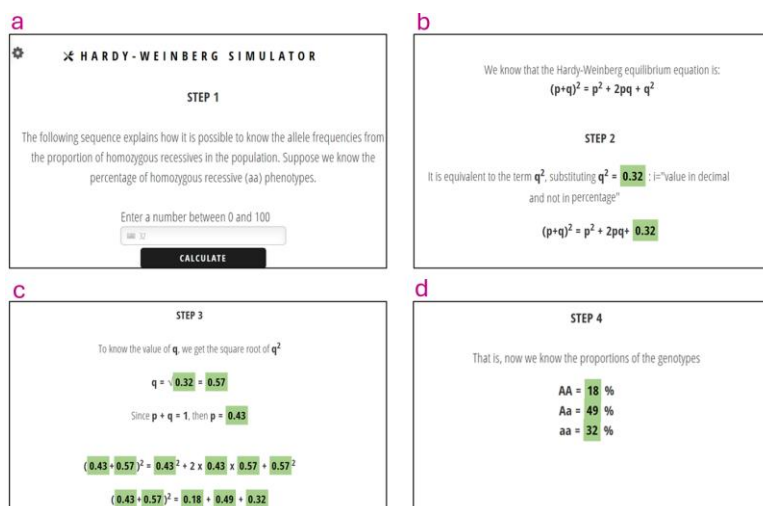 a
HARDY-WEINBERG SIMULATOR
STEP 1
The following sequence explains how it is possible to know the allele frequencies from
the proportion of homozygous recessives in the population. Suppose we know the
percentage of homozygous recessive (aa) phenotypes.
Enter a number between 0 and 100
32
CALCULATE
b
We know that the Hardy-Weinberg equilibrium equation is:
(p+q)² = p² + 2pq + q²
STEP 2
It is equivalent to the term q², substituting q² = 0.32 : i="value in decimal
and not in percentage"
(p+q)² = p² + 2pq+ 0.32
c
STEP 3
To know the value of q, we get the square root of q²
q = √0.32 = 0.57
Since p + q = 1, then p = 0.43
(0.43+0.57)² = 0.43² + 2 x 0.43 x 0.57 + 0.57²
(0.43+0.57)² = 0.18 + 0.49 + 0.32
d
STEP 4
That is, now we know the proportions of the genotypes
AA = 18 %
Aa = 49 %
aa = 32 %